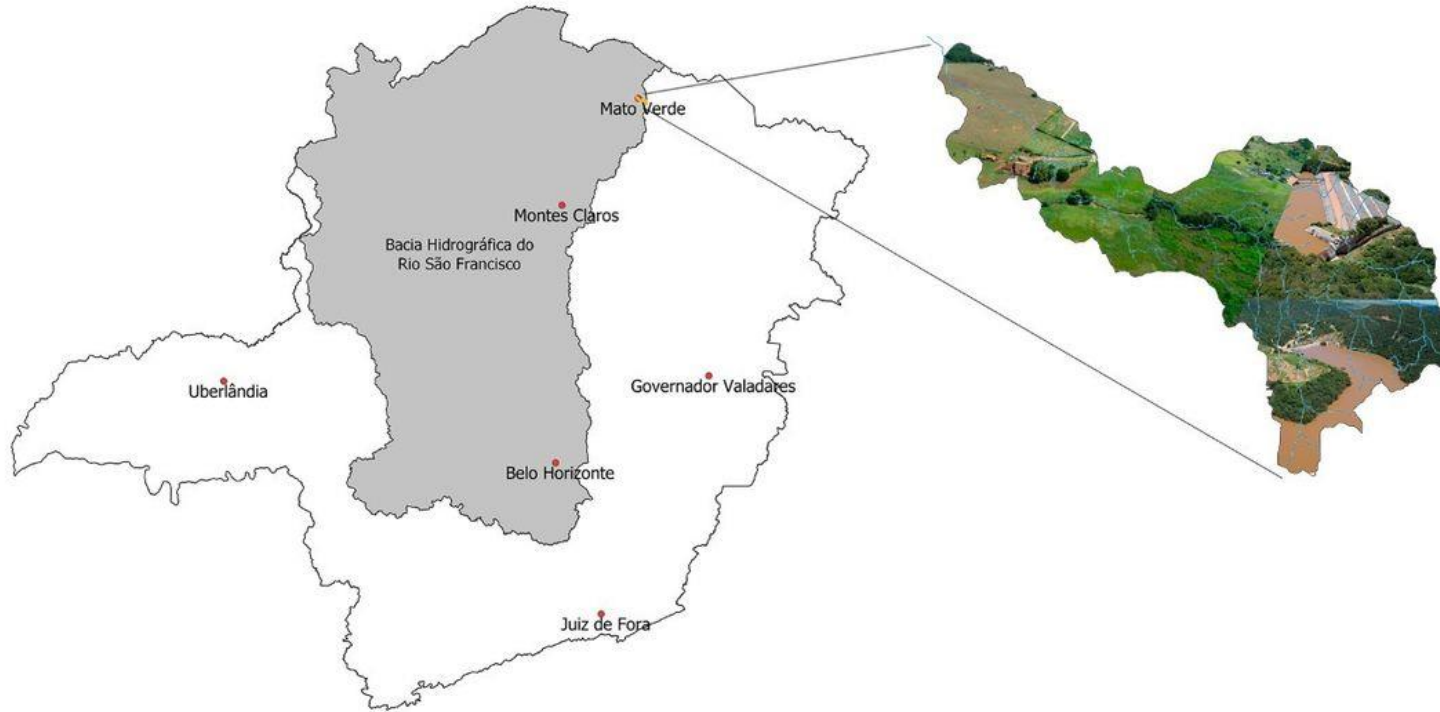 Mato Verde
Montes Claros
Bacia Hidrográfica do
Rio São Francisco
Uberlândia
Governador Valadares
Belo Horizonte
Juiz de Fora